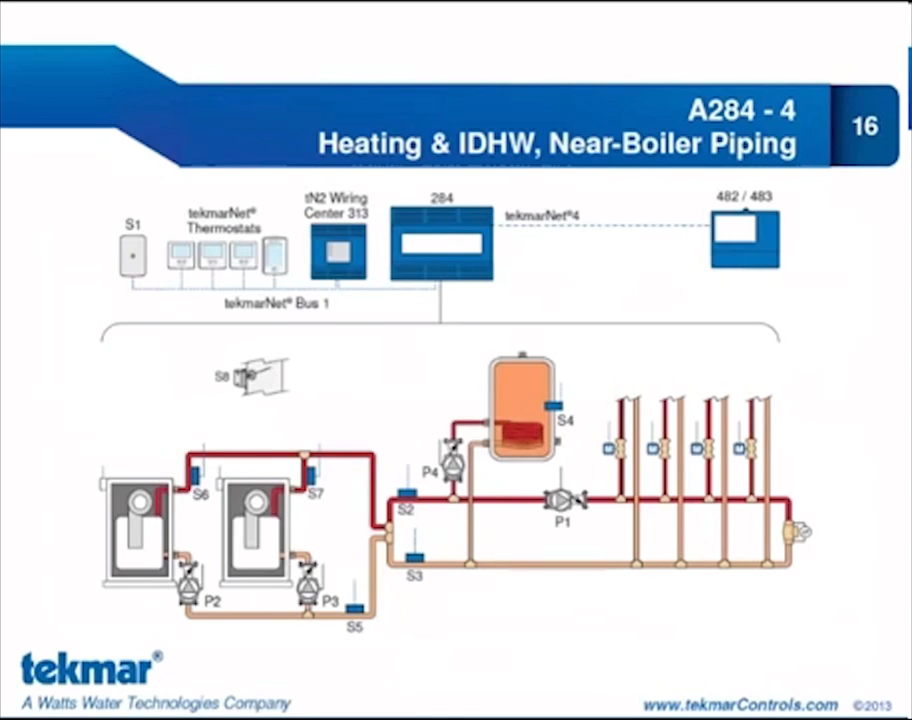 A284 - 4
Heating & IDHW, Near-Boiler Piping
16
S1
tekmarNet®
Thermostats
tN2 Wiring
Center 313
284
tekmarNet®4
482 / 483
tekmarNet® Bus 1
S8
S4
P4
S6
S7
S2
P1
S3
P2
P3
S5
tekmar®
A Watts Water Technologies Company
www.tekmarControls.com ©2013